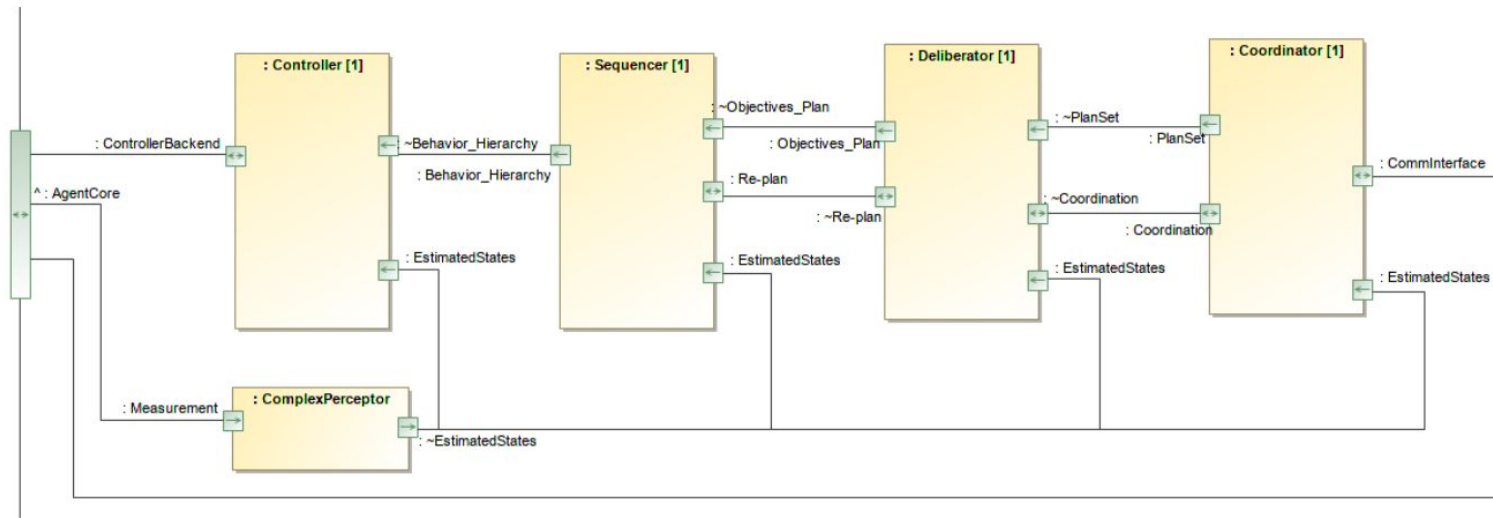 : Controller [1]
: Sequencer [1]
: Deliberator [1]
: Coordinator [1]
: ~Objectives_Plan
: ~PlanSet
: ControllerBackend
: ~Behavior_Hierarchy
: Objectives_Plan
: PlanSet
: Behavior_Hierarchy
: Re-plan
: CommInterface
^ : AgentCore
: ~Re-plan
: ~Coordination
: Coordination
: EstimatedStates
: EstimatedStates
: EstimatedStates
: EstimatedStates
: ComplexPerceptor
: Measurement
: ~EstimatedStates